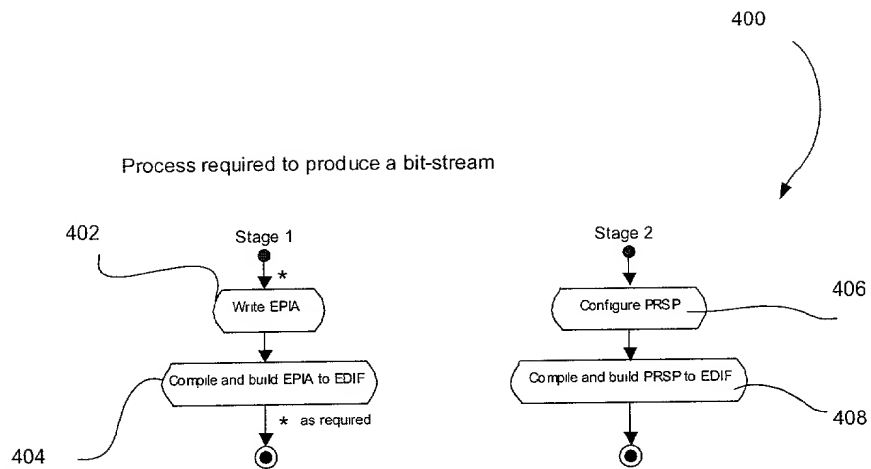 400
Process required to produce a bit-stream
402
Stage 1
Stage 2
*
Write EPIA
Configure PRSP
406
Compile and build EPIA to EDIF
Compile and build PRSP to EDIF
* as required
408
404